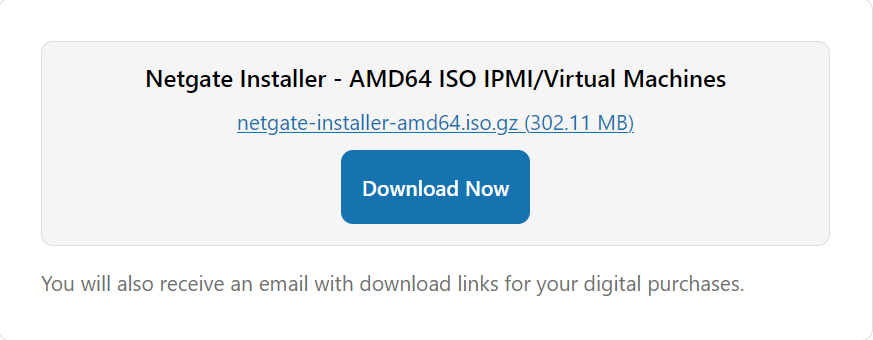 Netgate Installer - AMD64 ISO IPMI/Virtual Machines
netgate-installer-amd64.iso.gz (302.11 MB)
Download Now
You will also receive an email with download links for your digital purchases.